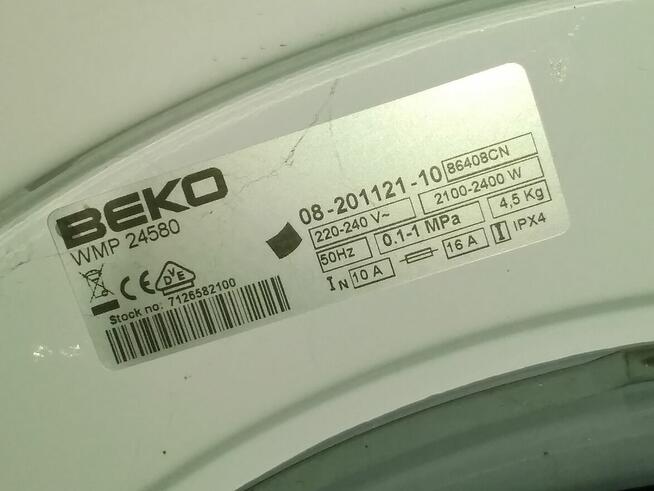 BEKO
WMP 24580
08-201121-10
86408CN
220-240 V~
2100-2400 W
50Hz
0.1-1 MPa
4,5 Kg
IN 10 A
16 A
IPX4
DVE
Stock no: 7126582100